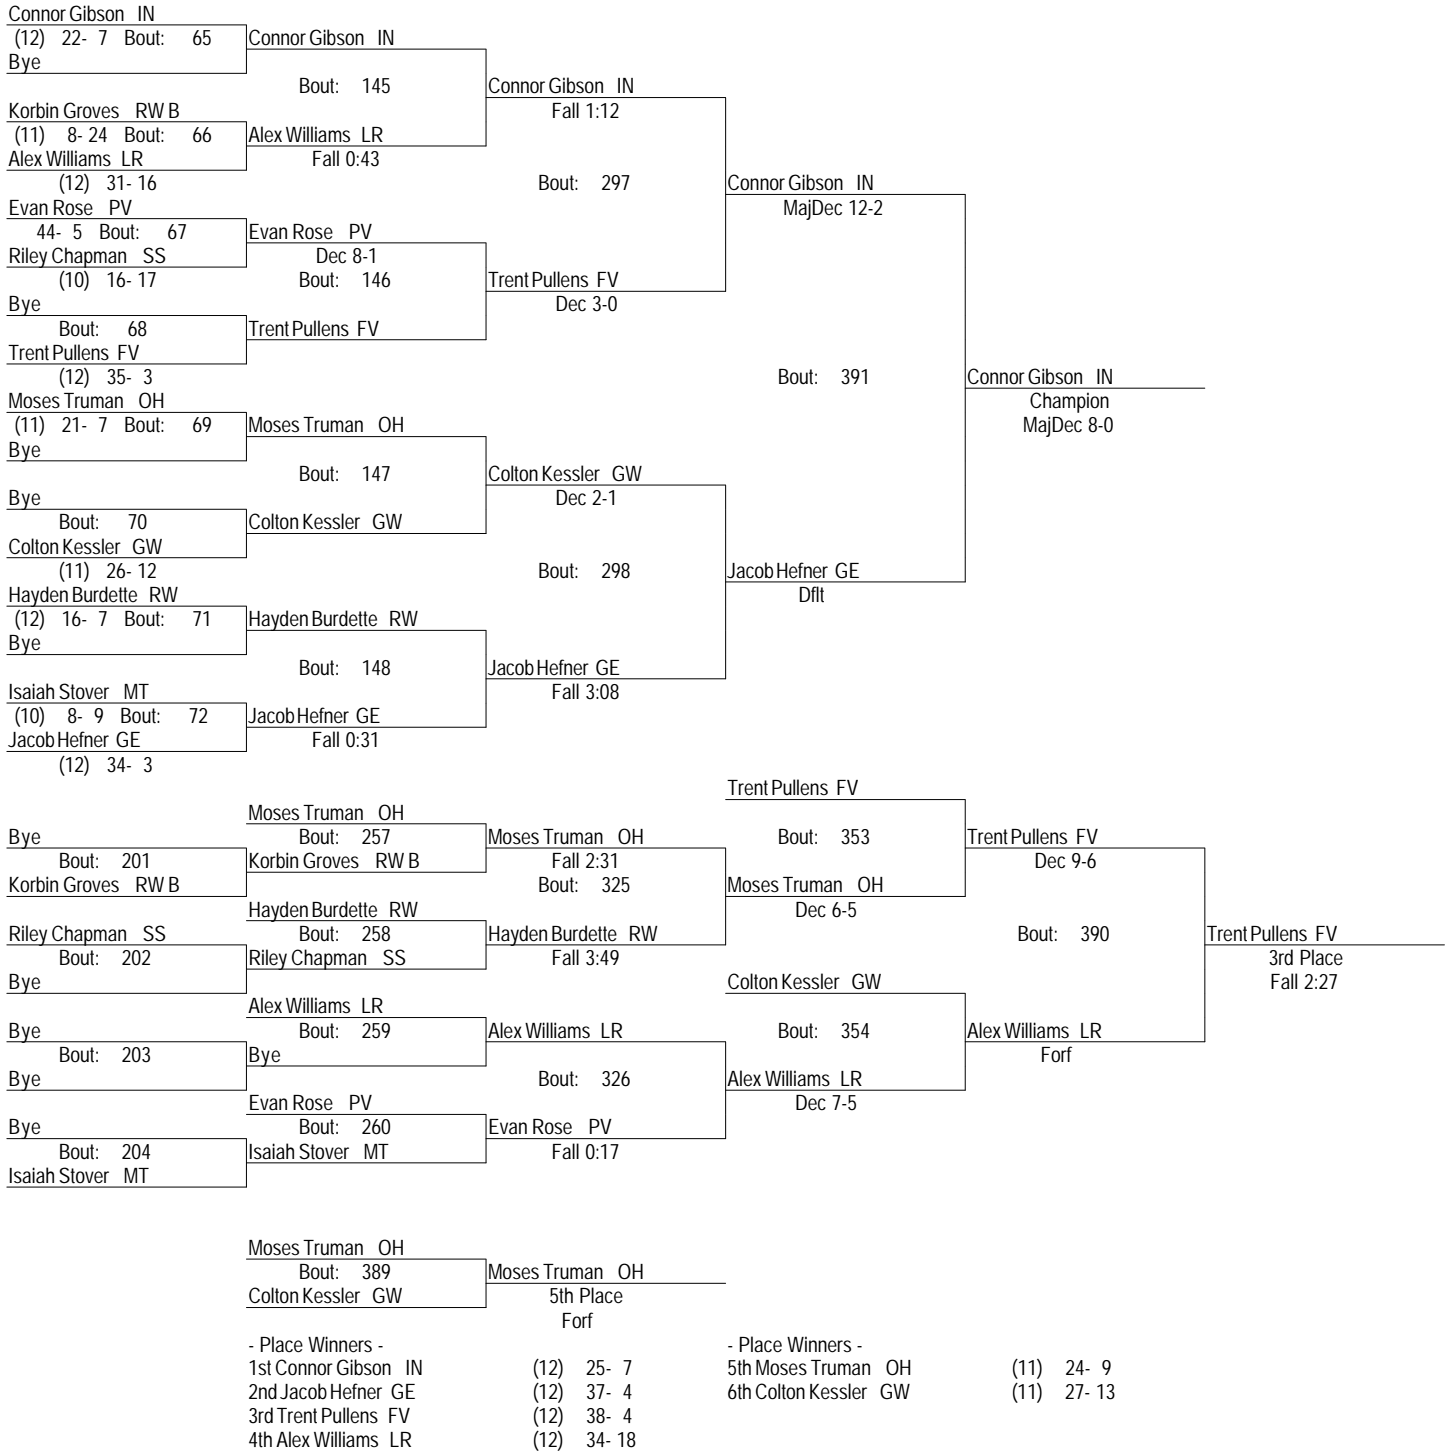 Connor Gibson IN
(12) 22- 7 Bout: 65 Connor Gibson IN
Bye
Bout: 145 Connor Gibson IN
Korbin Groves RW B Fall 1:12
(11) 8- 24 Bout: 66 Alex Williams LR
Alex Williams LR Fall 0:43
(12) 31- 16 Bout: 297 Connor Gibson IN
Evan Rose PV MajDec 12-2
44- 5 Bout: 67 Evan Rose PV
Riley Chapman SS Dec 8-1
(10) 16- 17 Bout: 146 Trent Pullens FV
Bye Dec 3-0
Bout: 68 Trent Pullens FV
Trent Pullens FV
(12) 35- 3 Bout: 391 Connor Gibson IN
Moses Truman OH Champion
(11) 21- 7 Bout: 69 Moses Truman OH MajDec 8-0
Bye
Bout: 147 Colton Kessler GW
Bye Dec 2-1
Bout: 70 Colton Kessler GW
Colton Kessler GW
(11) 26- 12 Bout: 298 Jacob Hefner GE
Hayden Burdette RW Dflt
(12) 16- 7 Bout: 71 Hayden Burdette RW
Bye
Bout: 148 Jacob Hefner GE
Isaiah Stover MT Fall 3:08
(10) 8- 9 Bout: 72 Jacob Hefner GE
Jacob Hefner GE Fall 0:31
(12) 34- 3
Trent Pullens FV
Moses Truman OH
Bye Bout: 257 Moses Truman OH Bout: 353 Trent Pullens FV
Bout: 201 Korbin Groves RW B Fall 2:31 Dec 9-6
Korbin Groves RW B Bout: 325 Moses Truman OH
Hayden Burdette RW Dec 6-5
Riley Chapman SS Bout: 258 Hayden Burdette RW Bout: 390 Trent Pullens FV
Bout: 202 Riley Chapman SS Fall 3:49 3rd Place
Bye Colton Kessler GW Fall 2:27
Alex Williams LR
Bye Bout: 259 Alex Williams LR Bout: 354 Alex Williams LR
Bout: 203 Bye Forf
Bye Bout: 326 Alex Williams LR
Evan Rose PV Dec 7-5
Bye Bout: 260 Evan Rose PV
Bout: 204 Isaiah Stover MT Fall 0:17
Isaiah Stover MT
Moses Truman OH
Bout: 389 Moses Truman OH
Colton Kessler GW 5th Place
Forf
- Place Winners - - Place Winners -
1st Connor Gibson IN (12) 25- 7 5th Moses Truman OH (11) 24- 9
2nd Jacob Hefner GE (12) 37- 4 6th Colton Kessler GW (11) 27- 13
3rd Trent Pullens FV (12) 38- 4
4th Alex Williams LR (12) 34- 18